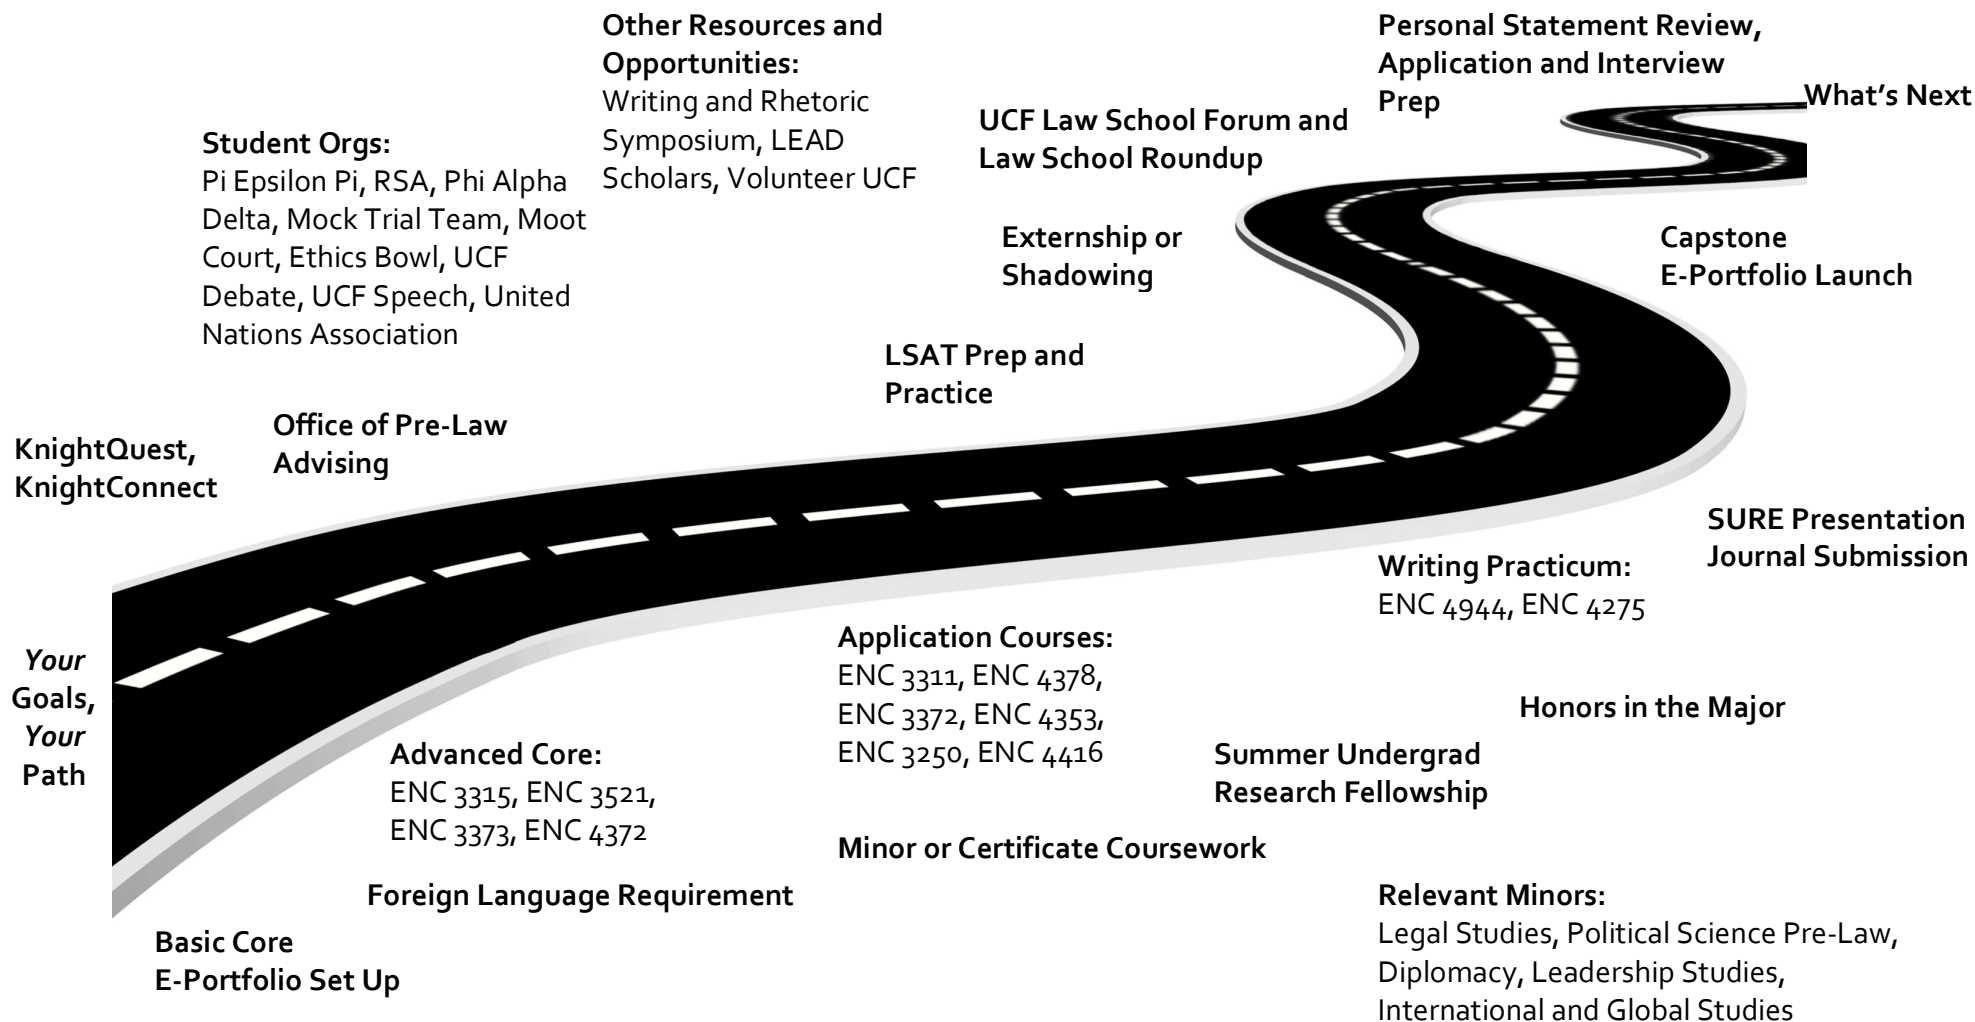 Other Resources and
Opportunities:
Writing and Rhetoric
Symposium, LEAD
Scholars, Volunteer UCF
Personal Statement Review,
Application and Interview
Prep
What's Next
UCF Law School Forum and
Law School Roundup
Student Orgs:
Pi Epsilon Pi, RSA, Phi Alpha
Delta, Mock Trial Team, Moot
Court, Ethics Bowl, UCF
Debate, UCF Speech, United
Nations Association
Externship or
Shadowing
Capstone
E-Portfolio Launch
LSAT Prep and
Practice
Office of Pre-Law
Advising
KnightQuest,
KnightConnect
SURE Presentation
Journal Submission
Writing Practicum:
ENC 4944, ENC 4275
Your
Goals,
Your
Path
Application Courses:
ENC 3311, ENC 4378,
ENC 3372, ENC 4353,
ENC 3250, ENC 4416
Honors in the Major
Advanced Core:
ENC 3315, ENC 3521,
ENC 3373, ENC 4372
Summer Undergrad
Research Fellowship
Minor or Certificate Coursework
Foreign Language Requirement
Relevant Minors:
Legal Studies, Political Science Pre-Law,
Diplomacy, Leadership Studies,
International and Global Studies
Basic Core
E-Portfolio Set Up